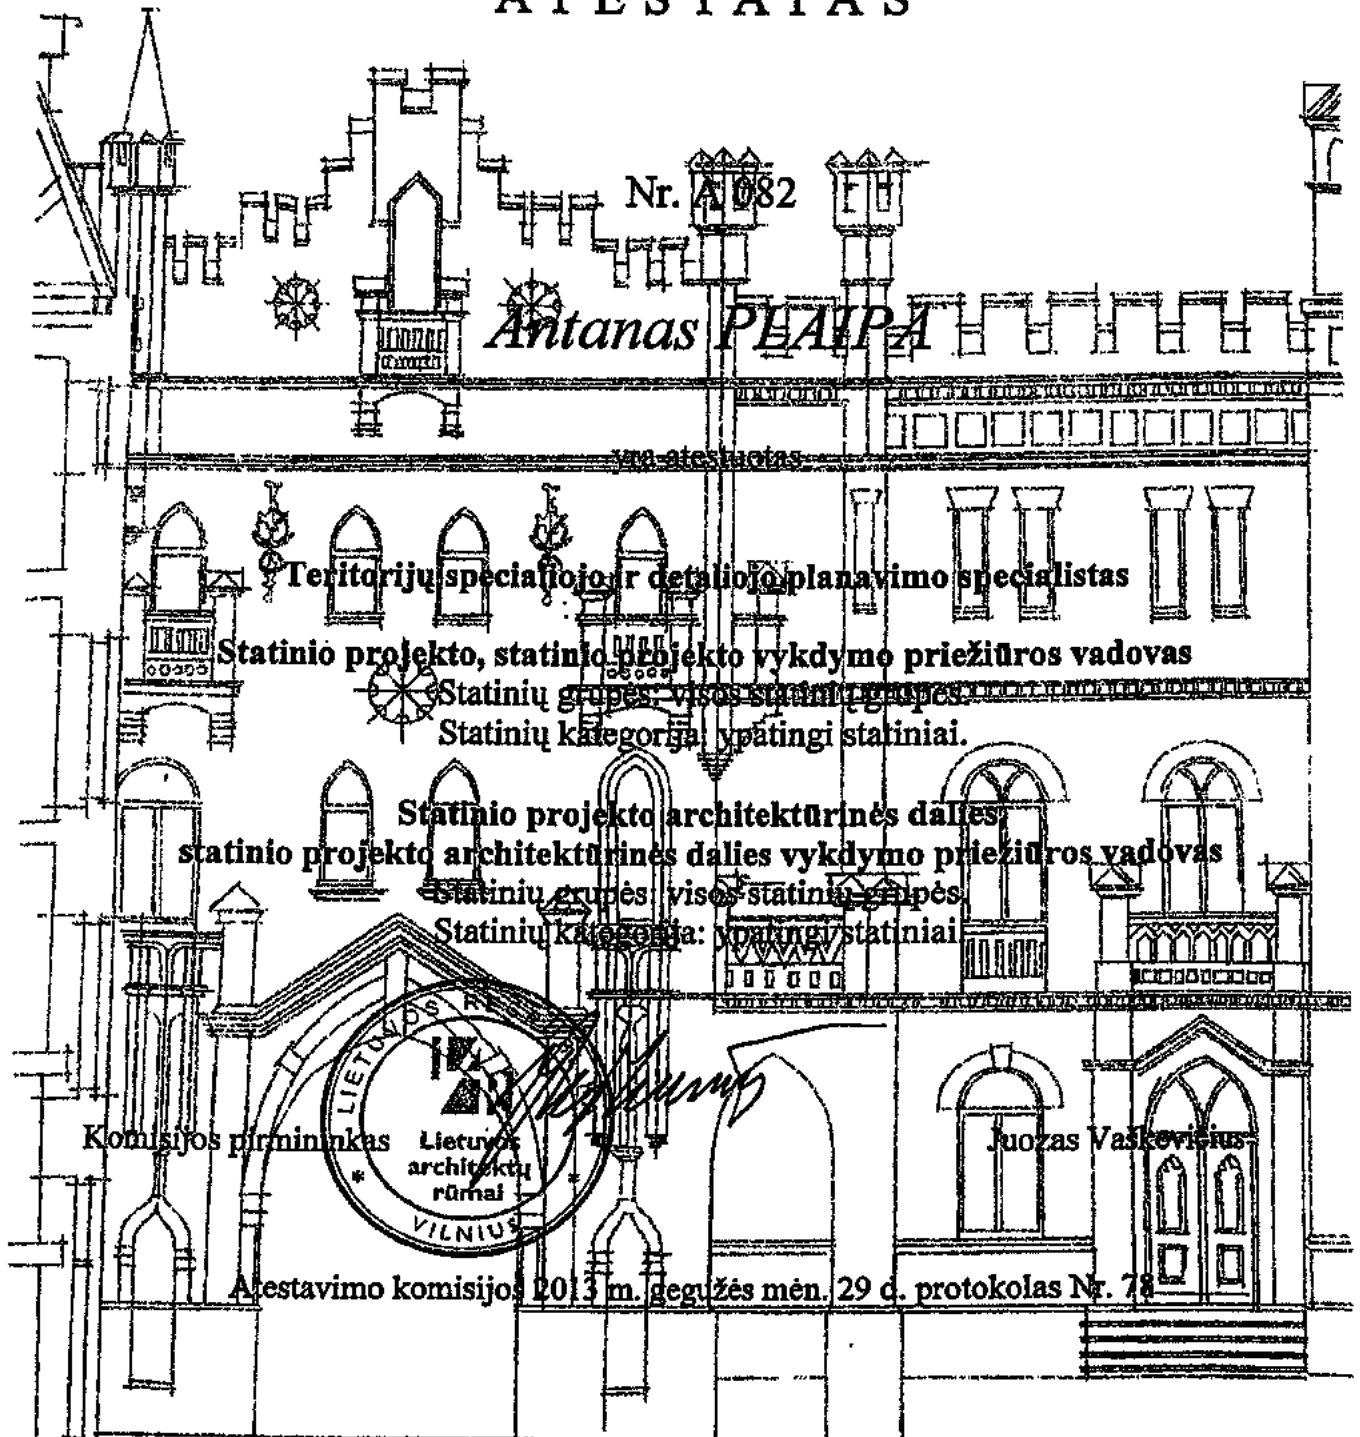 ATESTATAS
Nr. A 082
Antanas PLAIPA
yra atestuotas
Teritorijų specialiojo ir detaliojo planavimo specialistas
Statinio projekto, statinio projekto vykdymo priežiūros vadovas
Statinių grupės: visos statinių grupės.
Statinių kategorija: ypatingi statiniai.
Statinio projekto architektūrinės dalies,
statinio projekto architektūrinės dalies vykdymo priežiūros vadovas
Statinių grupės: visos statinių grupės.
Statinių kategorija: ypatingi statiniai.
LIETUVOS
Komisijos pirmininkas
Juozas Vaškevičius
Lietuvos
architektų
rūmai
VILNIUS
Atestavimo komisijos 2013 m. gegužės mėn. 29 d. protokolas Nr. 78